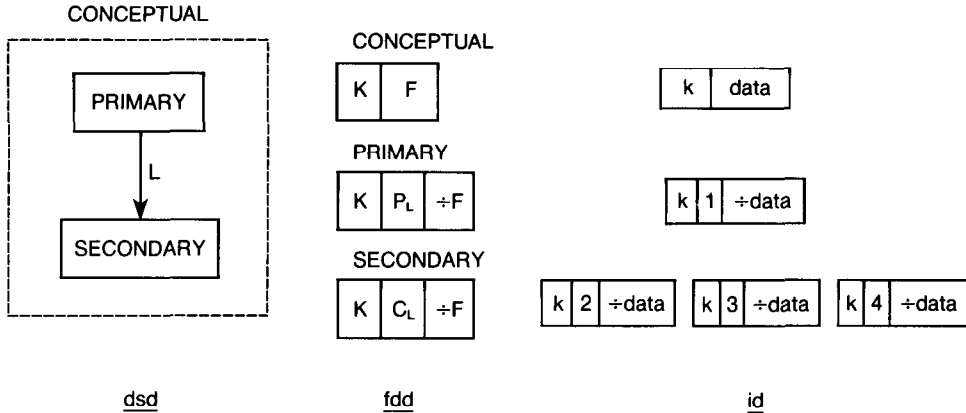 CONCEPTUAL
PRIMARY
L
SECONDARY
dsd
CONCEPTUAL
K F
PRIMARY
K P_L ÷F
SECONDARY
K C_L ÷F
fdd
k data
k 1 ÷data
k 2 ÷data k 3 ÷data k 4 ÷data
id